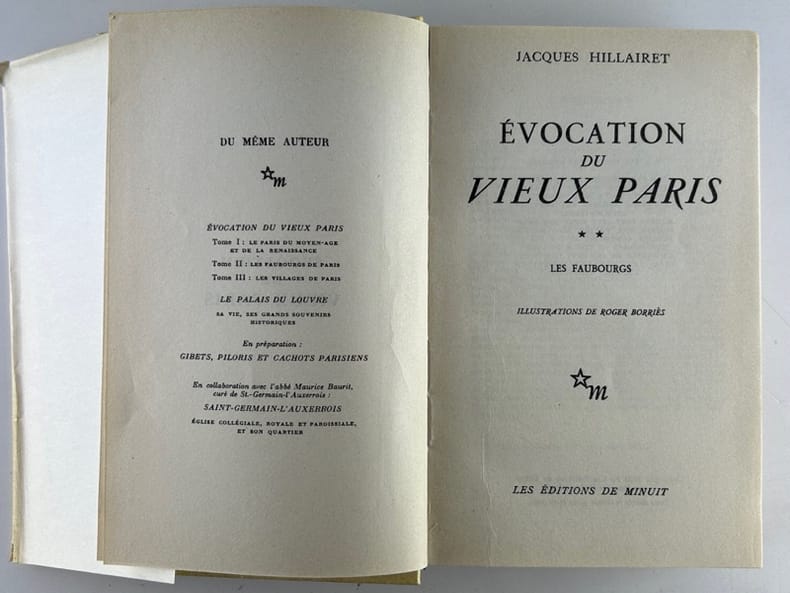 DU MÊME AUTEUR
m
ÉVOCATION DU VIEUX PARIS
Tome I : LE PARIS DU MOYEN-AGE
ET DE LA RENAISSANCE
Tome II : LES FAUBOURGS DE PARIS
Tome III : LES VILLAGES DE PARIS
LE PALAIS DU LOUVRE
SA VIE, SES GRANDS SOUVENIRS
HISTORIQUES
En préparation :
GIBETS, PILORIS ET CACHOTS PARISIENS
En collaboration avec l'abbé Maurice Baurit,
curé de St.-Germain-l'Auxerrois :
SAINT-GERMAIN-L'AUXERROIS
ÉGLISE COLLÉGIALE, ROYALE ET PAROISSIALE,
ET SON QUARTIER
JACQUES HILLAIRET
ÉVOCATION
DU
VIEUX PARIS
★ ★
LES FAUBOURGS
ILLUSTRATIONS DE ROGER BORRIÈS
m
LES ÉDITIONS DE MINUIT